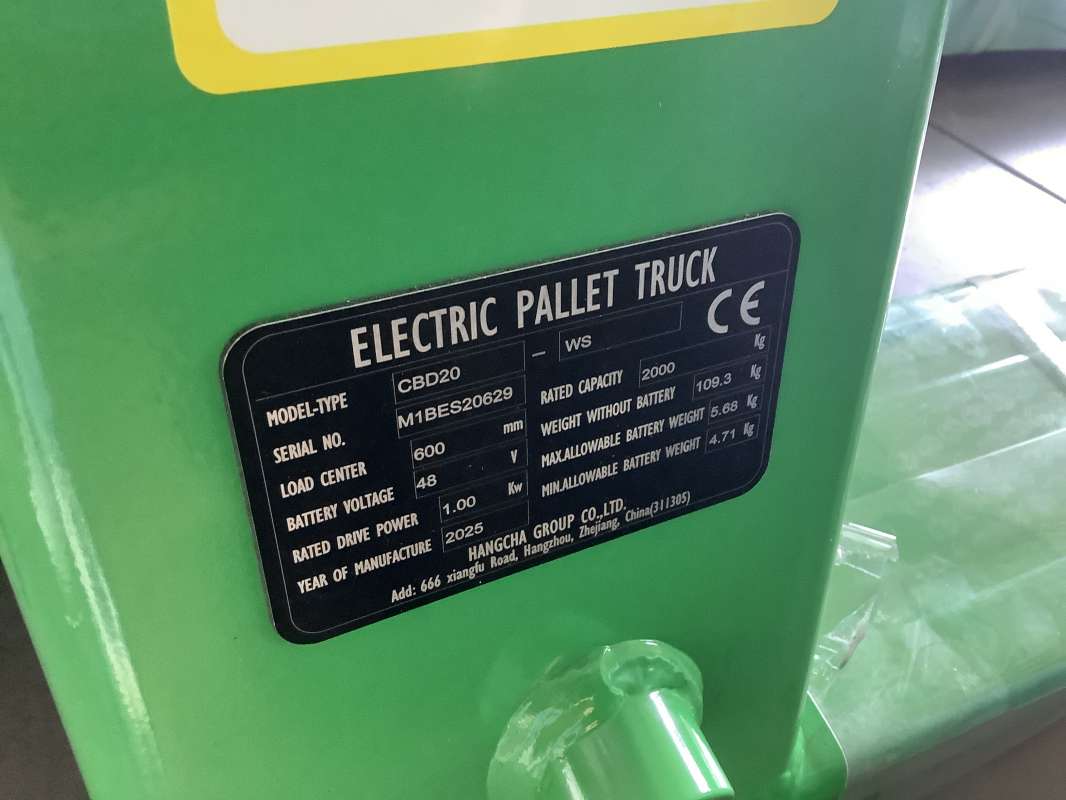 ELECTRIC PALLET TRUCK
MODEL-TYPE CBD20 – WS CE
SERIAL NO. M1BES20629 RATED CAPACITY 2000 Kg
LOAD CENTER 600 mm WEIGHT WITHOUT BATTERY 109.3 Kg
BATTERY VOLTAGE 48 V MAX.ALLOWABLE BATTERY WEIGHT 5.68 Kg
RATED DRIVE POWER 1.00 Kw MIN.ALLOWABLE BATTERY WEIGHT 4.71 Kg
YEAR OF MANUFACTURE 2025
HANGCHA GROUP CO.,LTD.
Add: 666 xiangfu Road, Hangzhou, Zhejiang, China(311305)